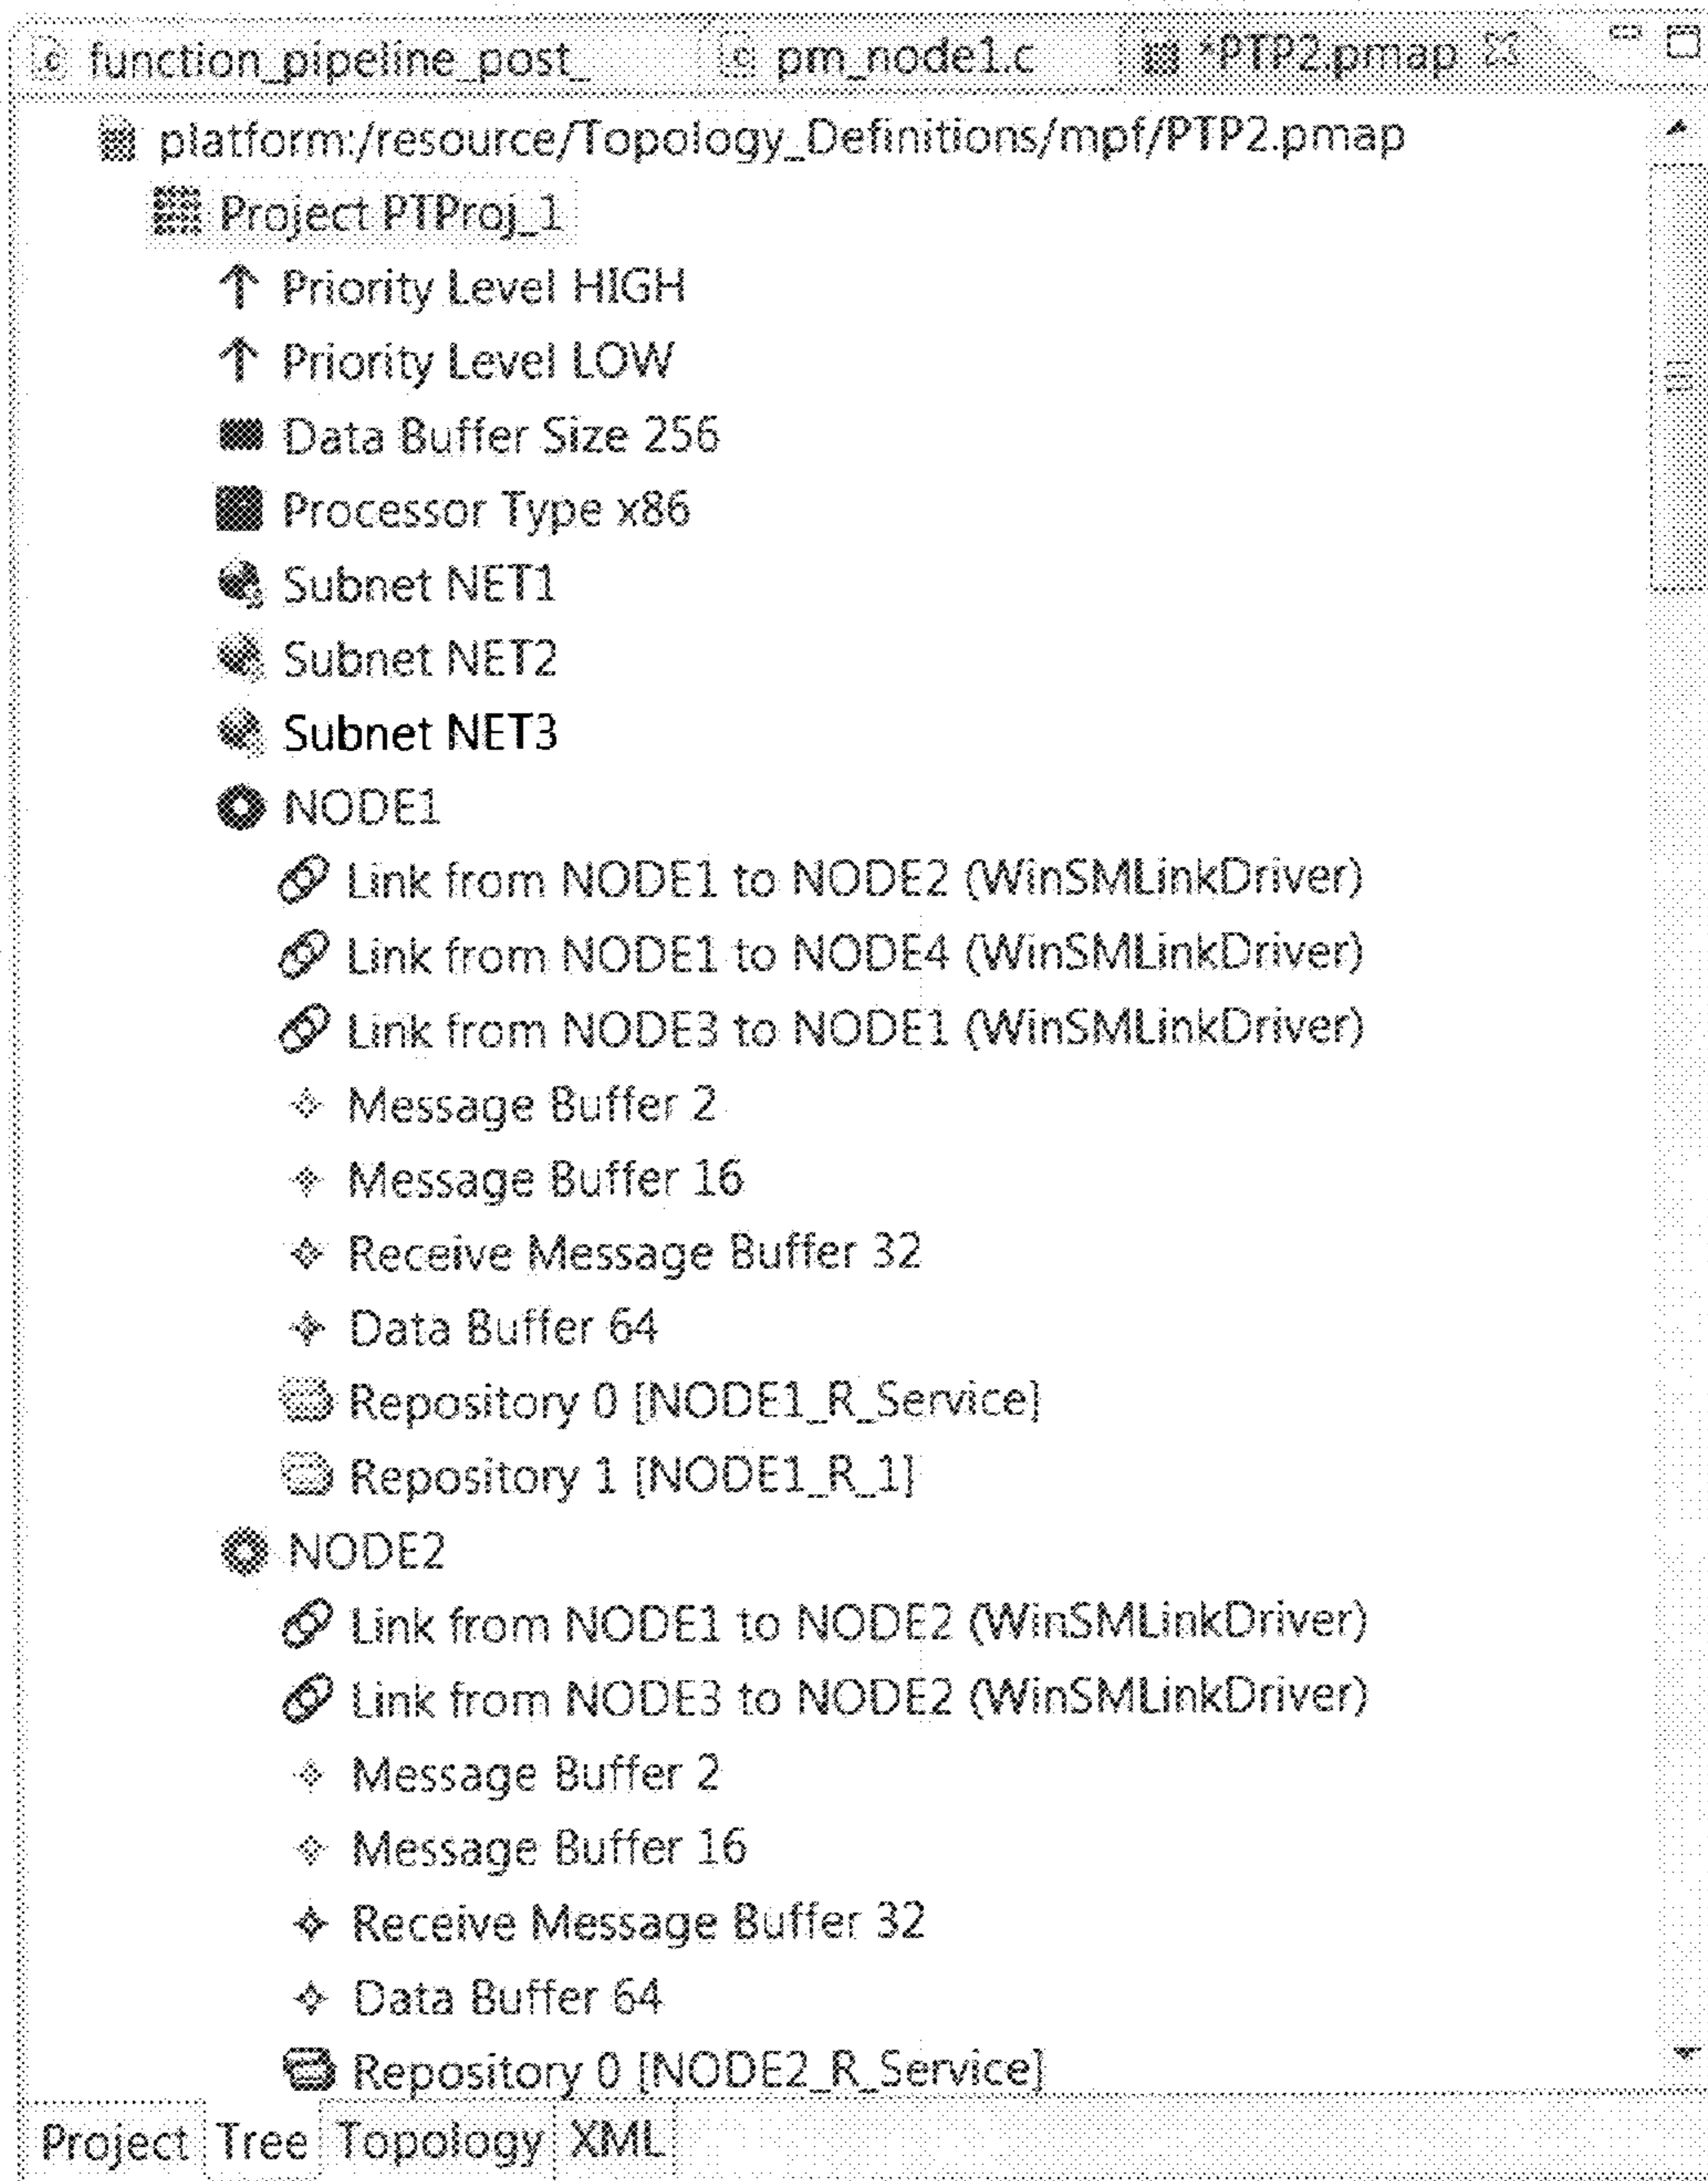 function_pipeline_post_ pm_node1.c *PTP2.pmap
platform:/resource/Topology_Definitions/mpf/PTP2.pmap
Project PTProj_1
Priority Level HIGH
Priority Level LOW
Data Buffer Size 256
Processor Type x86
Subnet NET1
Subnet NET2
Subnet NET3
NODE1
Link from NODE1 to NODE2 (WinSMLinkDriver)
Link from NODE1 to NODE4 (WinSMLinkDriver)
Link from NODE3 to NODE1 (WinSMLinkDriver)
Message Buffer 2
Message Buffer 16
Receive Message Buffer 32
Data Buffer 64
Repository 0 [NODE1_R_Service]
Repository 1 [NODE1_R_1]
NODE2
Link from NODE1 to NODE2 (WinSMLinkDriver)
Link from NODE3 to NODE2 (WinSMLinkDriver)
Message Buffer 2
Message Buffer 16
Receive Message Buffer 32
Data Buffer 64
Repository 0 [NODE2_R_Service]
Project Tree Topology XML